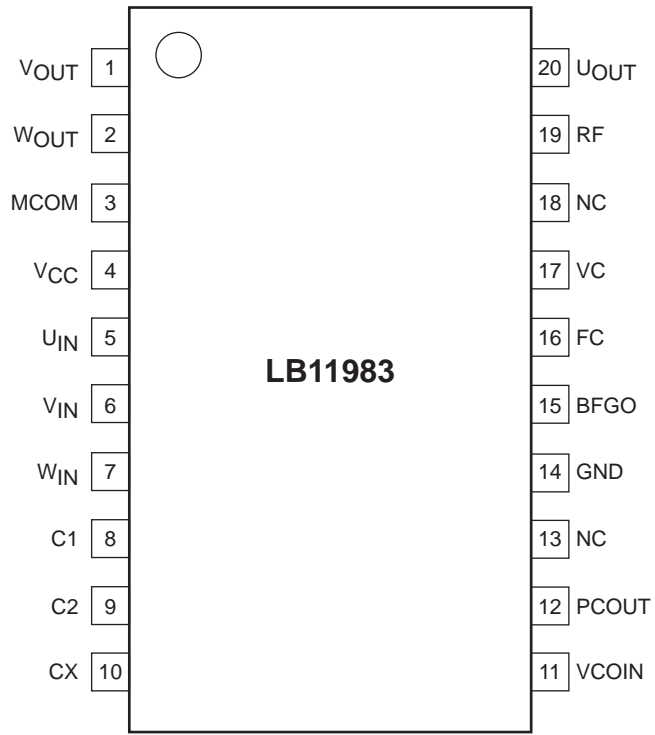 VOUT 1 20 UOUT
WOUT 2 19 RF
MCOM 3 18 NC
VCC 4 17 VC
UIN 5 16 FC
LB11983
VIN 6 15 BFGO
WIN 7 14 GND
C1 8 13 NC
C2 9 12 PCOUT
CX 10 11 VCOIN